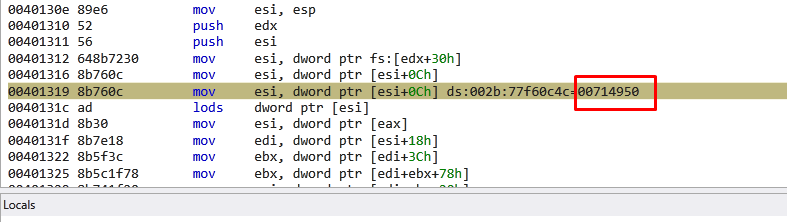 0040130e 89e6 mov esi, esp
00401310 52 push edx
00401311 56 push esi
00401312 648b7230 mov esi, dword ptr fs:[edx+30h]
00401316 8b760c mov esi, dword ptr [esi+0Ch]
00401319 8b760c mov esi, dword ptr [esi+0Ch] ds:002b:77f60c4c=00714950
0040131c ad lods dword ptr [esi]
0040131d 8b30 mov esi, dword ptr [eax]
0040131f 8b7e18 mov edi, dword ptr [esi+18h]
00401322 8b5f3c mov ebx, dword ptr [edi+3Ch]
00401325 8b5c1f78 mov ebx, dword ptr [edi+ebx+78h]
Locals